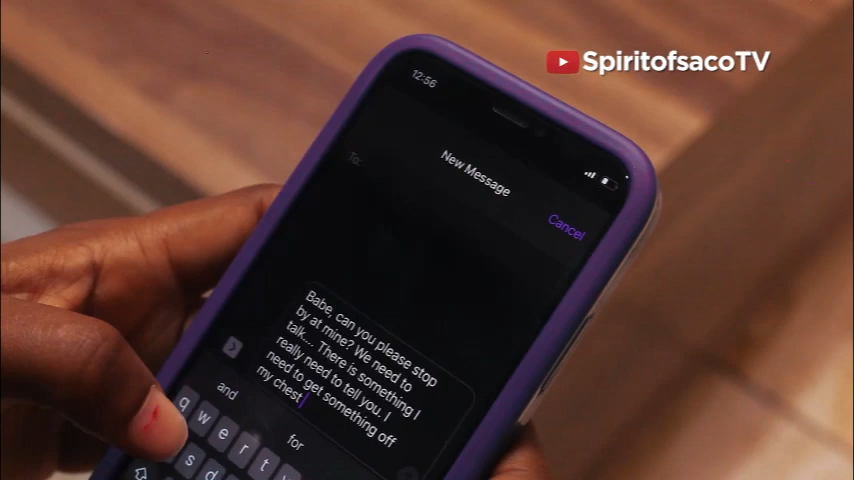 SpiritofsacoTV
12:56
New Message
To:
Cancel
Babe, can you please stop
by at mine? We need to
talk.... There is something I
really need to tell you. I
need to get something off
my chest
and
for
q w e r t
s d